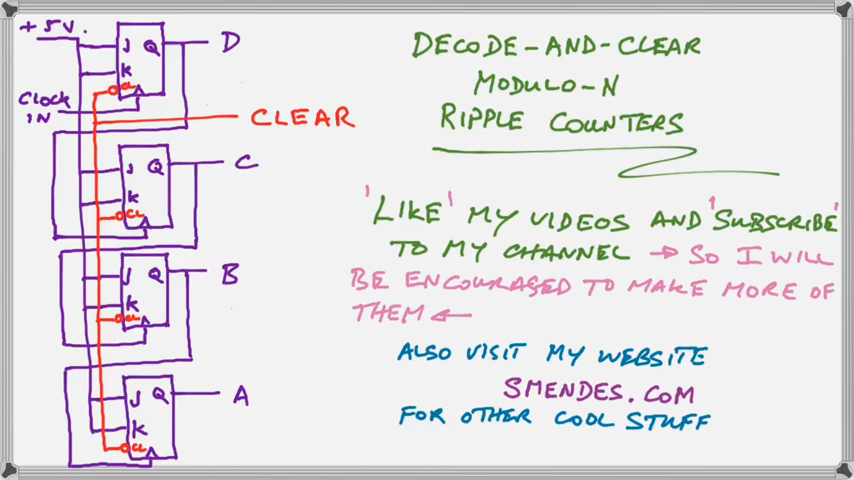 +5V.
J Q D
K
CL
CLOCK
IN
CLEAR
J Q C
K
CL
J Q B
K
CL
J Q A
K
CL
DECODE-AND-CLEAR
MODULO-N
RIPPLE COUNTERS
'LIKE' MY VIDEOS AND 'SUBSCRIBE'
TO MY CHANNEL → SO I WILL
BE ENCOURAGED TO MAKE MORE OF
THEM ←
ALSO VISIT MY WEBSITE
SMENDES.COM
FOR OTHER COOL STUFF